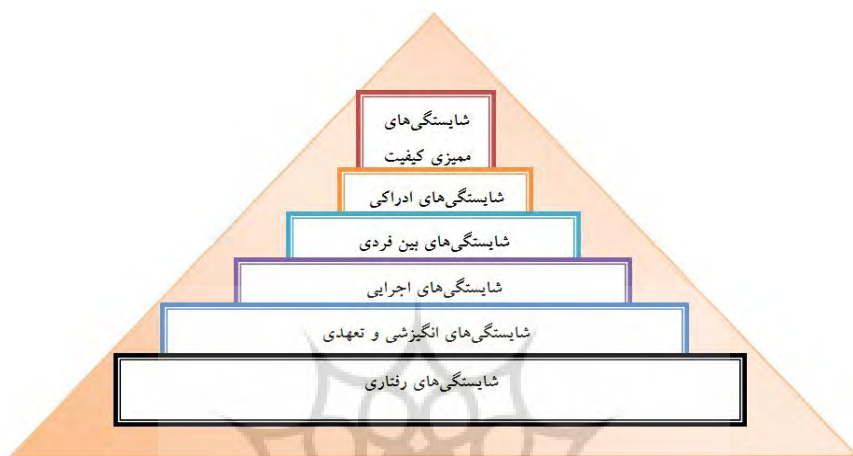 شایستگی‌های
ممیزی کیفیت
شایستگی‌های ادراکی
شایستگی‌های بین فردی
شایستگی‌های اجرایی
شایستگی‌های انگیزشی و تعهدی
شایستگی‌های رفتاری